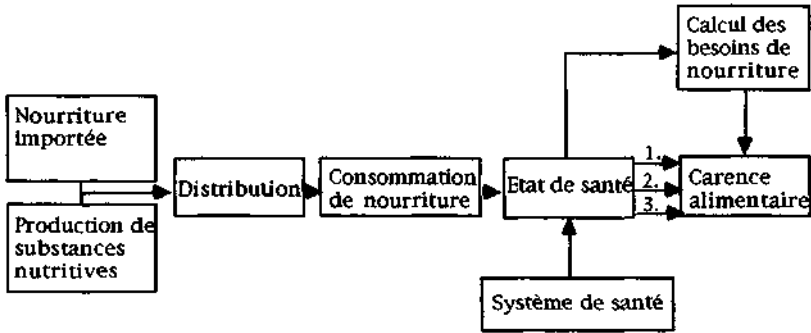 Calcul des
besoins de
nourriture
Nourriture
importée
Distribution
Consommation
de nourriture
Etat de santé
1.
2.
3.
Carence
alimentaire
Production de
substances
nutritives
Système de santé